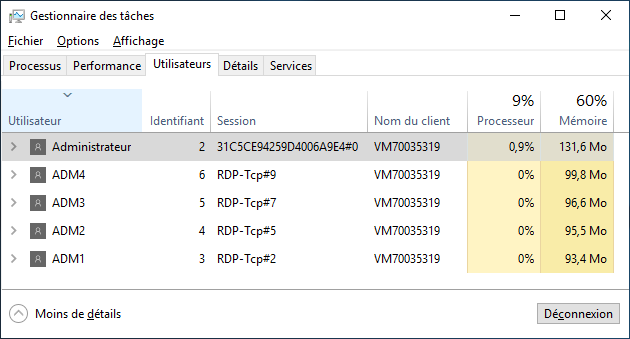 Gestionnaire des tâches
Fichier Options Affichage
Processus Performance Utilisateurs Détails Services
9% 60%
Utilisateur Identifiant Session Nom du client Processeur Mémoire
Administrateur 2 31C5CE94259D4006A9E4#0 VM70035319 0,9% 131,6 Mo
ADM4 6 RDP-Tcp#9 VM70035319 0% 99,8 Mo
ADM3 5 RDP-Tcp#7 VM70035319 0% 96,6 Mo
ADM2 4 RDP-Tcp#5 VM70035319 0% 95,5 Mo
ADM1 3 RDP-Tcp#2 VM70035319 0% 93,4 Mo
Moins de détails Déconnexion